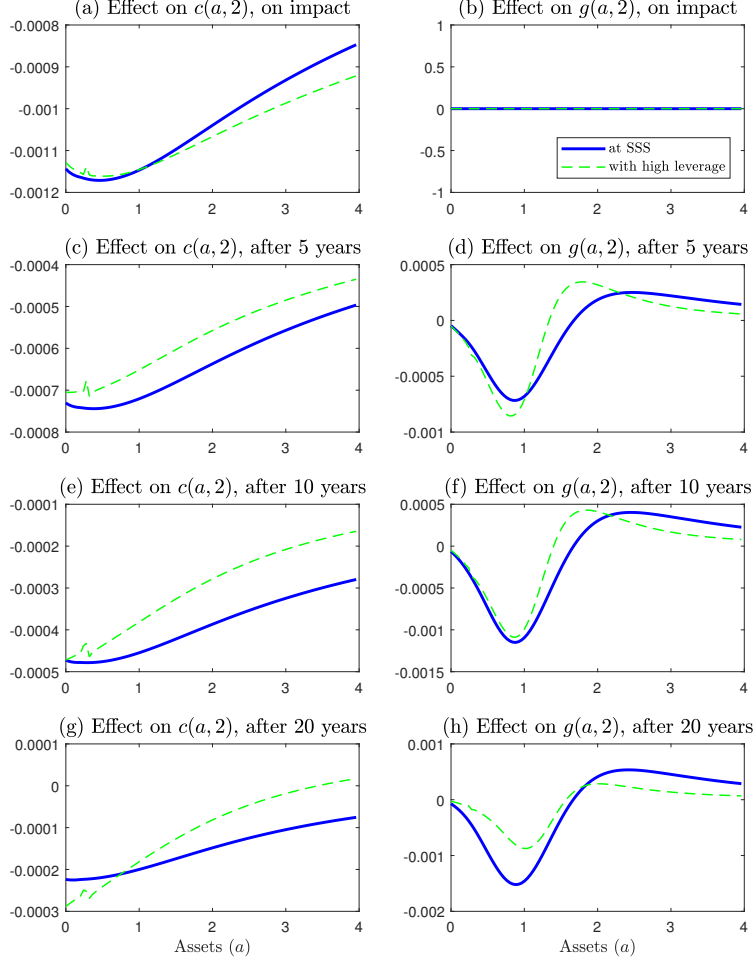 (a) Effect on c(a, 2), on impact
-0.0008
-0.0009
-0.001
-0.0011
-0.0012
0 1 2 3 4
(b) Effect on g(a, 2), on impact
1
0.5
0
-0.5
-1
at SSS
with high leverage
0 1 2 3 4
(c) Effect on c(a, 2), after 5 years
-0.0004
-0.0005
-0.0006
-0.0007
-0.0008
0 1 2 3 4
(d) Effect on g(a, 2), after 5 years
0.0005
0
-0.0005
-0.001
0 1 2 3 4
(e) Effect on c(a, 2), after 10 years
-0.0001
-0.0002
-0.0003
-0.0004
-0.0005
0 1 2 3 4
(f) Effect on g(a, 2), after 10 years
0.0005
0
-0.0005
-0.001
-0.0015
0 1 2 3 4
(g) Effect on c(a, 2), after 20 years
0.0001
0
-0.0001
-0.0002
-0.0003
0 1 2 3 4
Assets (a)
(h) Effect on g(a, 2), after 20 years
0.001
0
-0.001
-0.002
0 1 2 3 4
Assets (a)